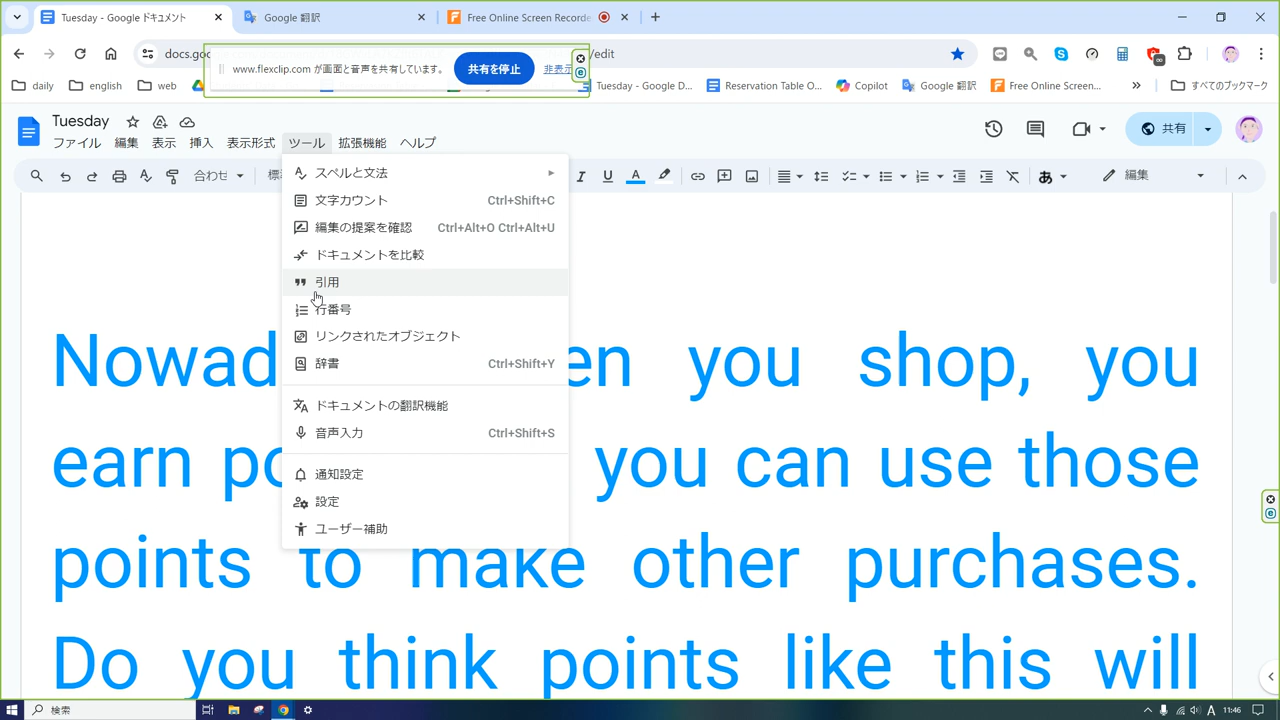 Tuesday - Google ドキュメント
Google 翻訳
Free Online Screen Recorde
docs.goo
/edit
www.flexclip.com が画面と音声を共有しています。
共有を停止
非表示
daily
english
web
Tuesday - Google D...
Reservation Table O...
Copilot
Google 翻訳
Free Online Screen...
すべてのブックマーク
Tuesday
ファイル 編集 表示 挿入 表示形式 ツール 拡張機能 ヘルプ
共有
合わせ
標
編集
スペルと文法
文字カウント Ctrl+Shift+C
編集の提案を確認 Ctrl+Alt+O Ctrl+Alt+U
ドキュメントを比較
引用
行番号
リンクされたオブジェクト
辞書 Ctrl+Shift+Y
ドキュメントの翻訳機能
音声入力 Ctrl+Shift+S
通知設定
設定
ユーザー補助
Nowad en you shop, you
earn po you can use those
points to make other purchases.
Do you think points like this will
検索
A 11:46